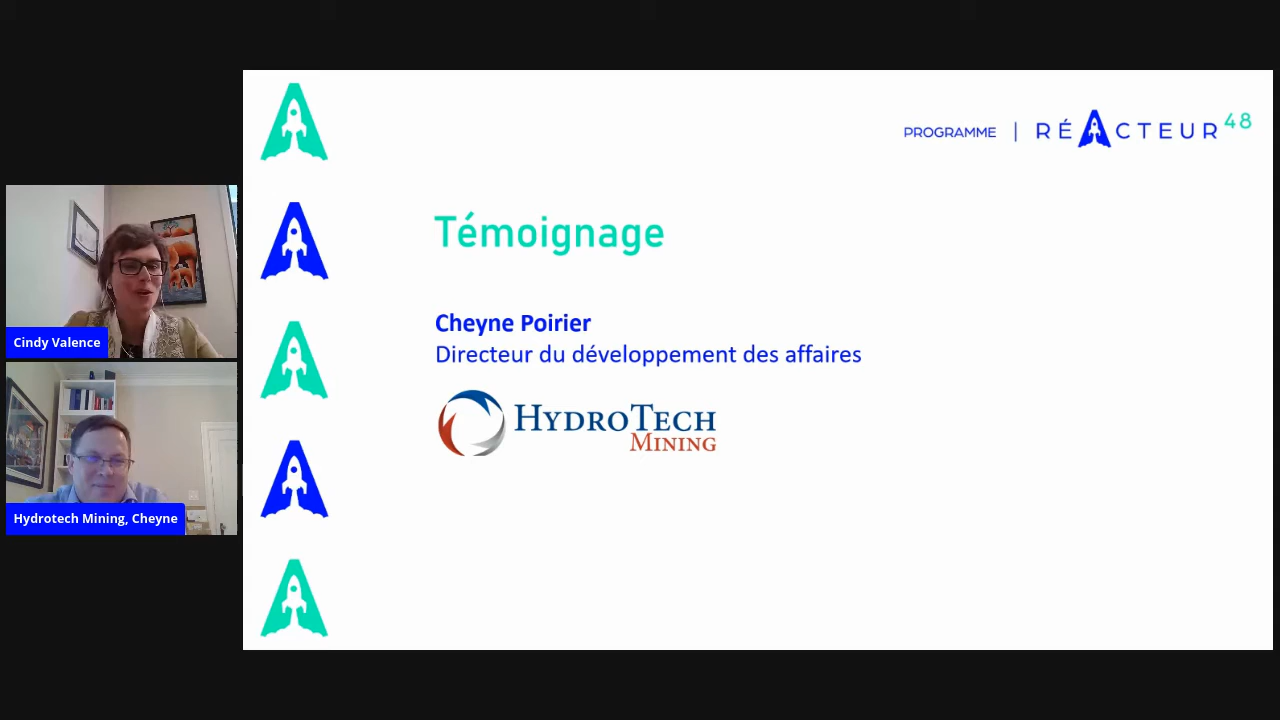 PROGRAMME | RÉACTEUR 48
Témoignage
Cheyne Poirier
Directeur du développement des affaires
HYDROTECH
MINING
Cindy Valence
Hydrotech Mining, Cheyne